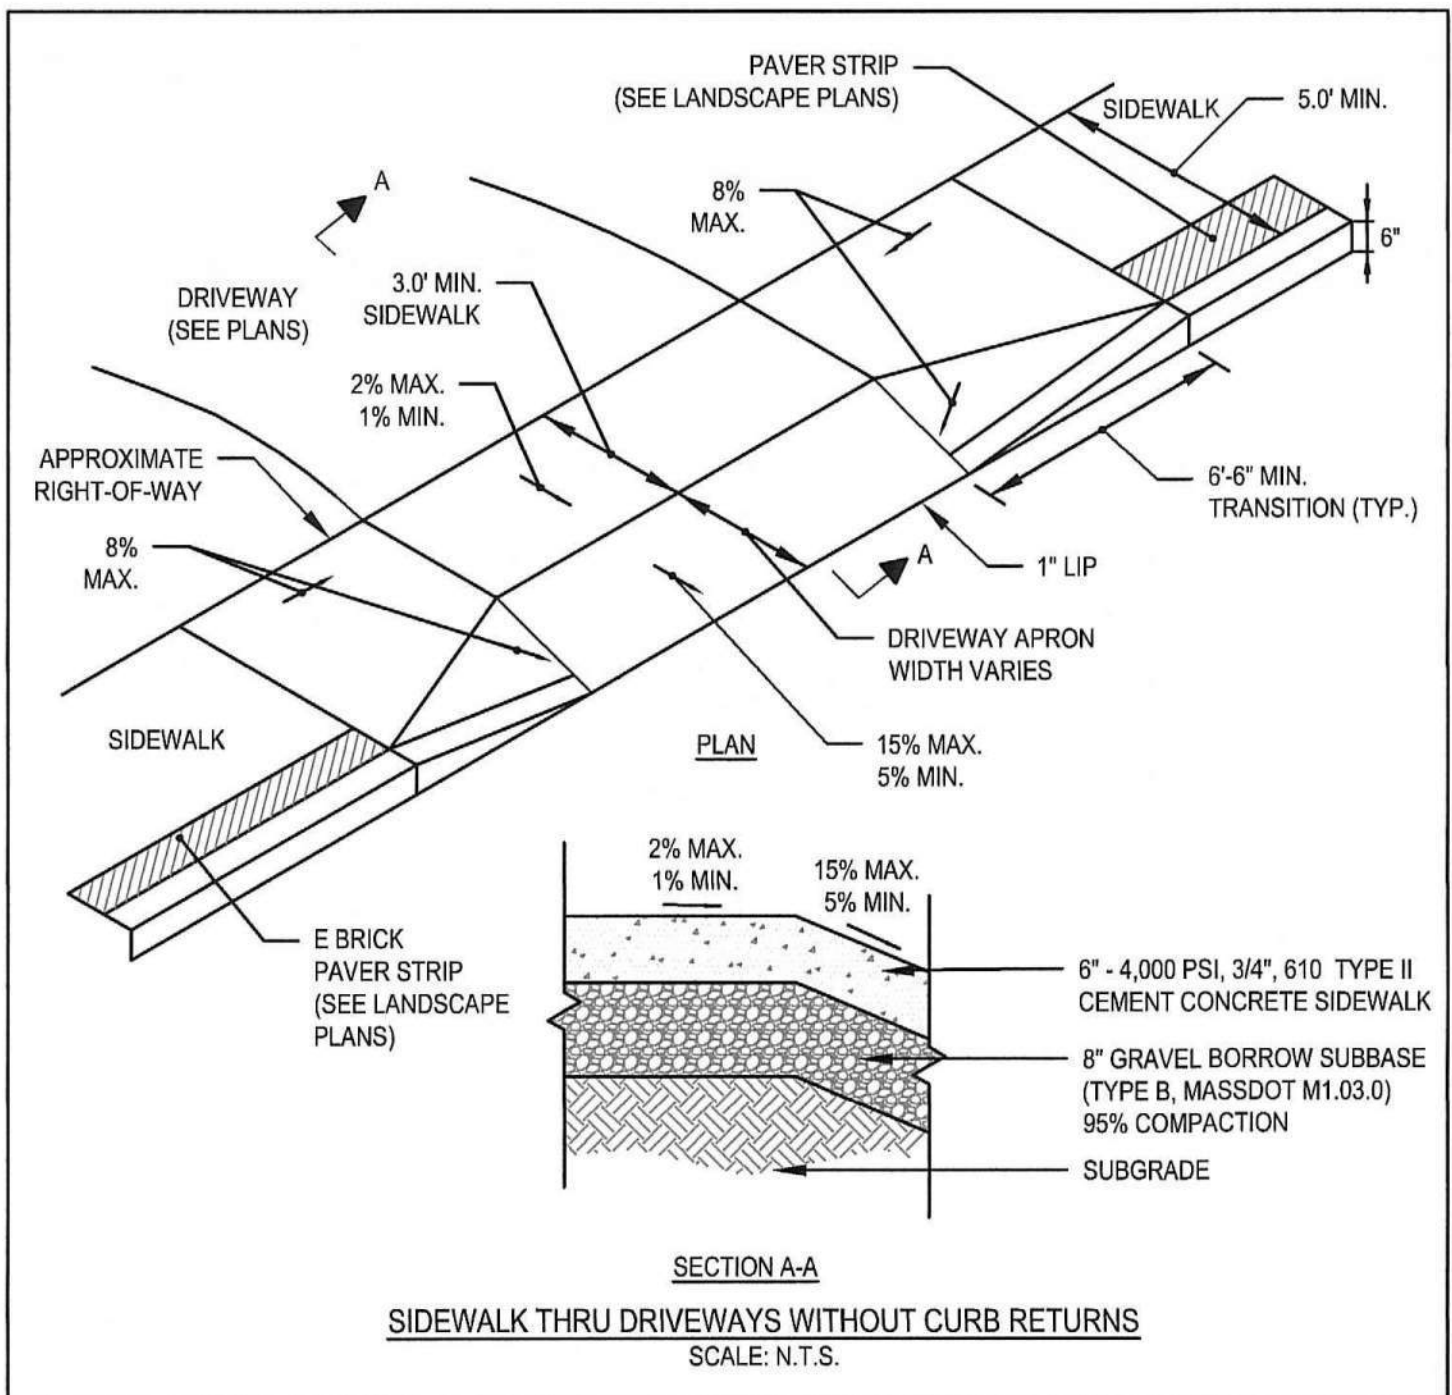 PAVER STRIP
(SEE LANDSCAPE PLANS)
SIDEWALK
5.0' MIN.
A
8%
MAX.
6"
DRIVEWAY
(SEE PLANS)
3.0' MIN.
SIDEWALK
2% MAX.
1% MIN.
APPROXIMATE
RIGHT-OF-WAY
6'-6" MIN.
TRANSITION (TYP.)
8%
MAX.
A
1" LIP
DRIVEWAY APRON
WIDTH VARIES
SIDEWALK
PLAN
15% MAX.
5% MIN.
E BRICK
PAVER STRIP
(SEE LANDSCAPE
PLANS)
2% MAX.
1% MIN.
15% MAX.
5% MIN.
6" - 4,000 PSI, 3/4", 610 TYPE II
CEMENT CONCRETE SIDEWALK
8" GRAVEL BORROW SUBBASE
(TYPE B, MASSDOT M1.03.0)
95% COMPACTION
SUBGRADE
SECTION A-A
SIDEWALK THRU DRIVEWAYS WITHOUT CURB RETURNS
SCALE: N.T.S.